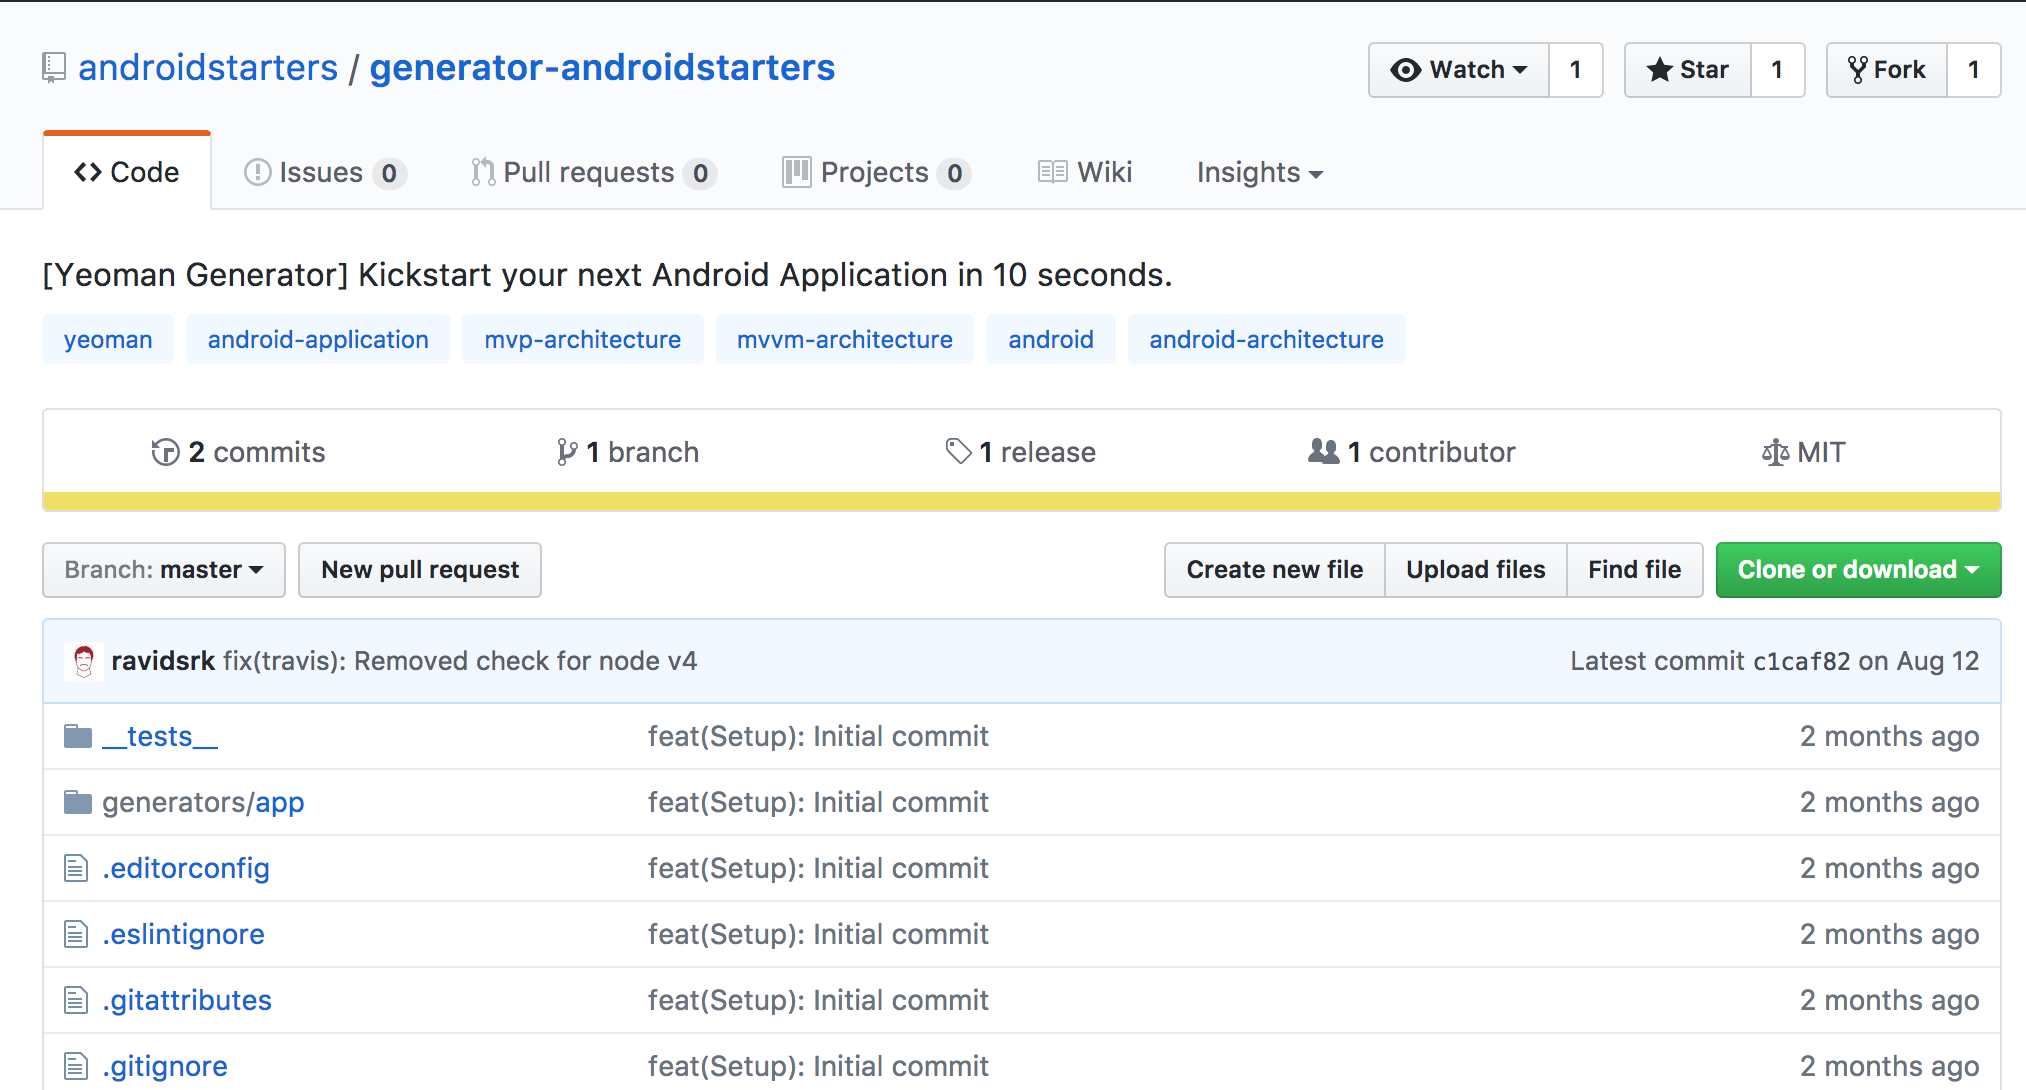 androidstarters / generator-androidstarters Watch 1 Star 1 Fork 1
Code Issues 0 Pull requests 0 Projects 0 Wiki Insights
[Yeoman Generator] Kickstart your next Android Application in 10 seconds.
yeoman android-application mvp-architecture mvvm-architecture android android-architecture
2 commits 1 branch 1 release 1 contributor MIT
Branch: master New pull request Create new file Upload files Find file Clone or download
ravidsrk fix(travis): Removed check for node v4 Latest commit c1caf82 on Aug 12
__tests__ feat(Setup): Initial commit 2 months ago
generators/app feat(Setup): Initial commit 2 months ago
.editorconfig feat(Setup): Initial commit 2 months ago
.eslintignore feat(Setup): Initial commit 2 months ago
.gitattributes feat(Setup): Initial commit 2 months ago
.gitignore feat(Setup): Initial commit 2 months ago